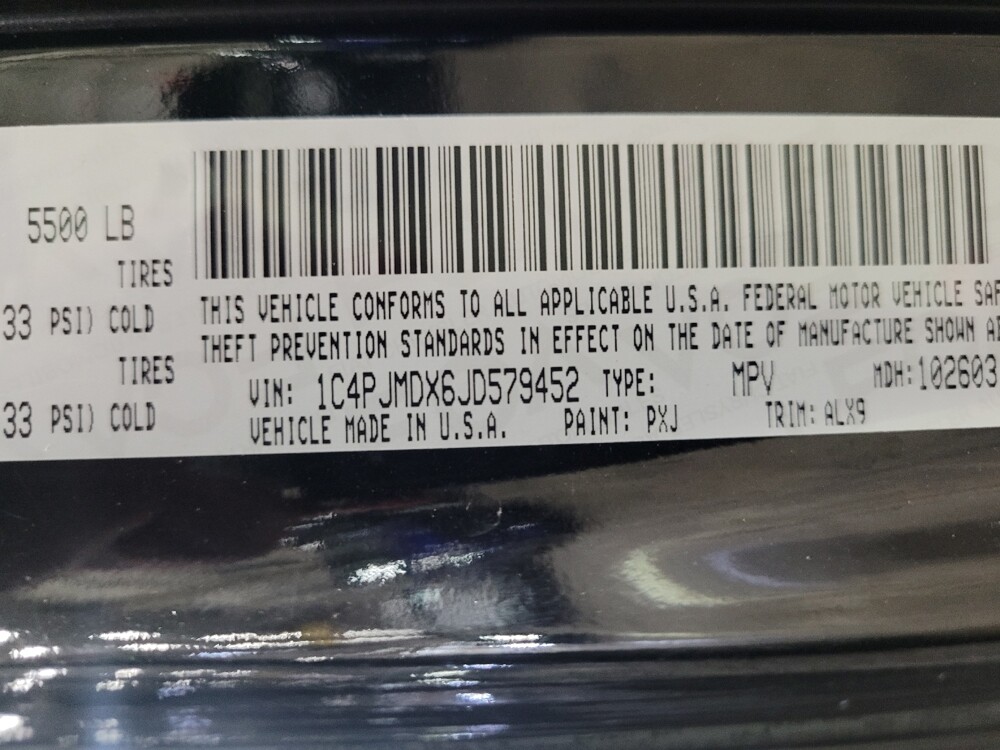 5500 LB
TIRES
33 PSI) COLD
TIRES
33 PSI) COLD
THIS VEHICLE CONFORMS TO ALL APPLICABLE U.S.A. FEDERAL MOTOR VEHICLE SAF
THEFT PREVENTION STANDARDS IN EFFECT ON THE DATE OF MANUFACTURE SHOWN A
VIN: 1C4PJMDX6JD579452 TYPE: MPV MDH:102603
VEHICLE MADE IN U.S.A. PAINT: PXJ TRIM: ALX9